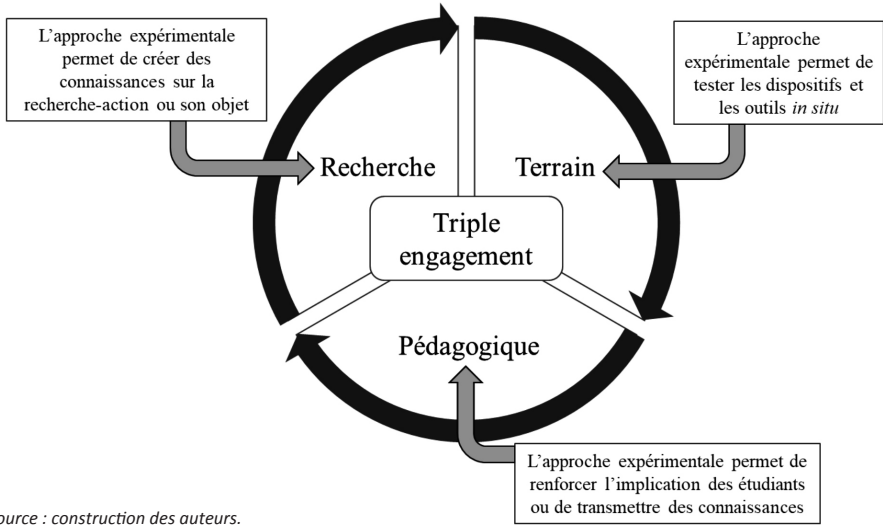 L'approche expérimentale
permet de créer des
connaissances sur la
recherche-action ou son objet
L'approche
expérimentale permet de
tester les dispositifs et
les outils in situ
Recherche
Terrain
Triple
engagement
Pédagogique
L'approche expérimentale permet de
renforcer l'implication des étudiants
ou de transmettre des connaissances
ource : construction des auteurs.